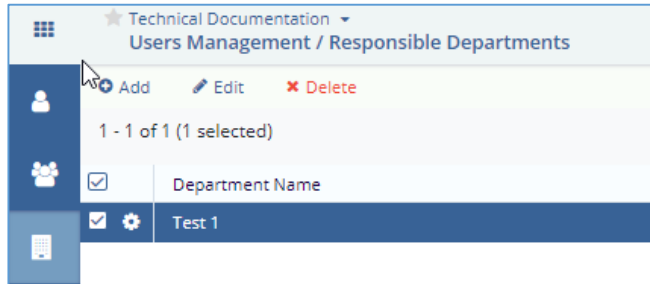 Technical Documentation
Users Management / Responsible Departments
Add Edit Delete
1 - 1 of 1 (1 selected)
Department Name
Test 1